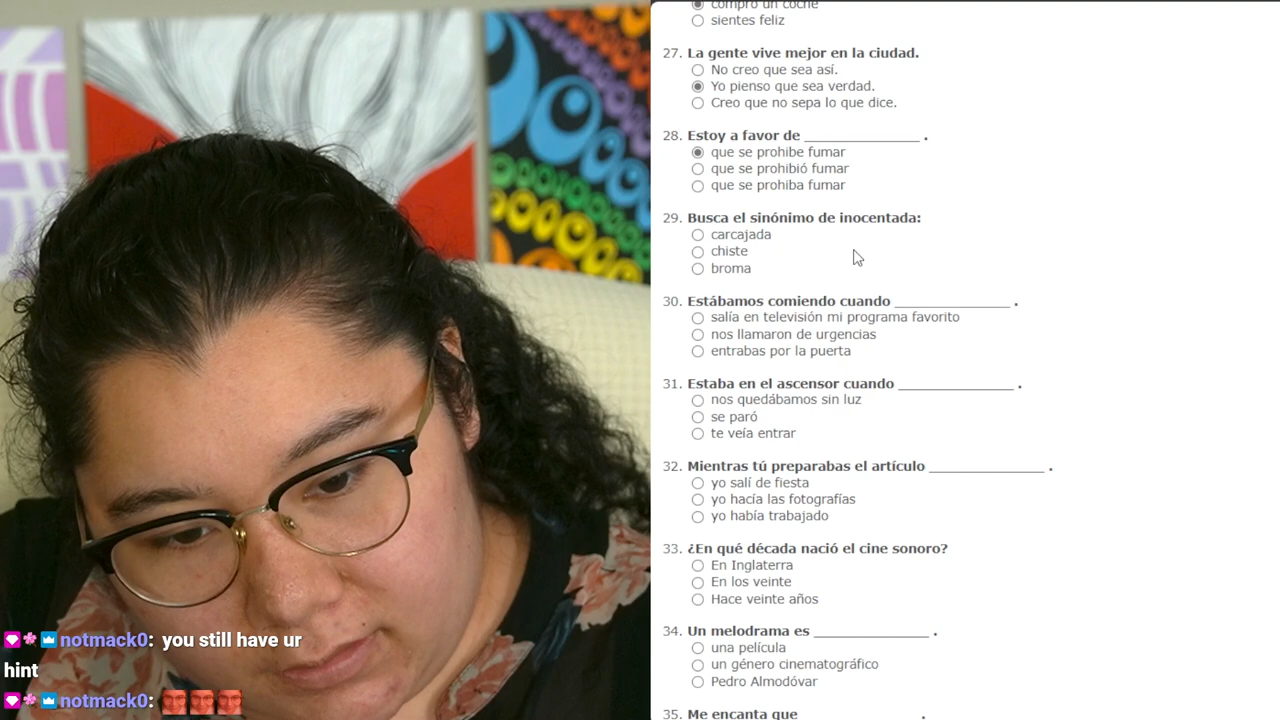 compro un coche
sientes feliz
27. La gente vive mejor en la ciudad.
No creo que sea así.
Yo pienso que sea verdad.
Creo que no sepa lo que dice.
28. Estoy a favor de _______________ .
que se prohibe fumar
que se prohibió fumar
que se prohiba fumar
29. Busca el sinónimo de inocentada:
carcajada
chiste
broma
30. Estábamos comiendo cuando _______________ .
salía en televisión mi programa favorito
nos llamaron de urgencias
entrabas por la puerta
31. Estaba en el ascensor cuando _______________ .
nos quedábamos sin luz
se paró
te veía entrar
32. Mientras tú preparabas el artículo _______________ .
yo salí de fiesta
yo hacía las fotografías
yo había trabajado
33. ¿En qué década nació el cine sonoro?
En Inglaterra
En los veinte
Hace veinte años
34. Un melodrama es _______________ .
una película
un género cinematográfico
Pedro Almodóvar
35. Me encanta que _______________ .
notmack0: you still have ur
hint
notmack0: